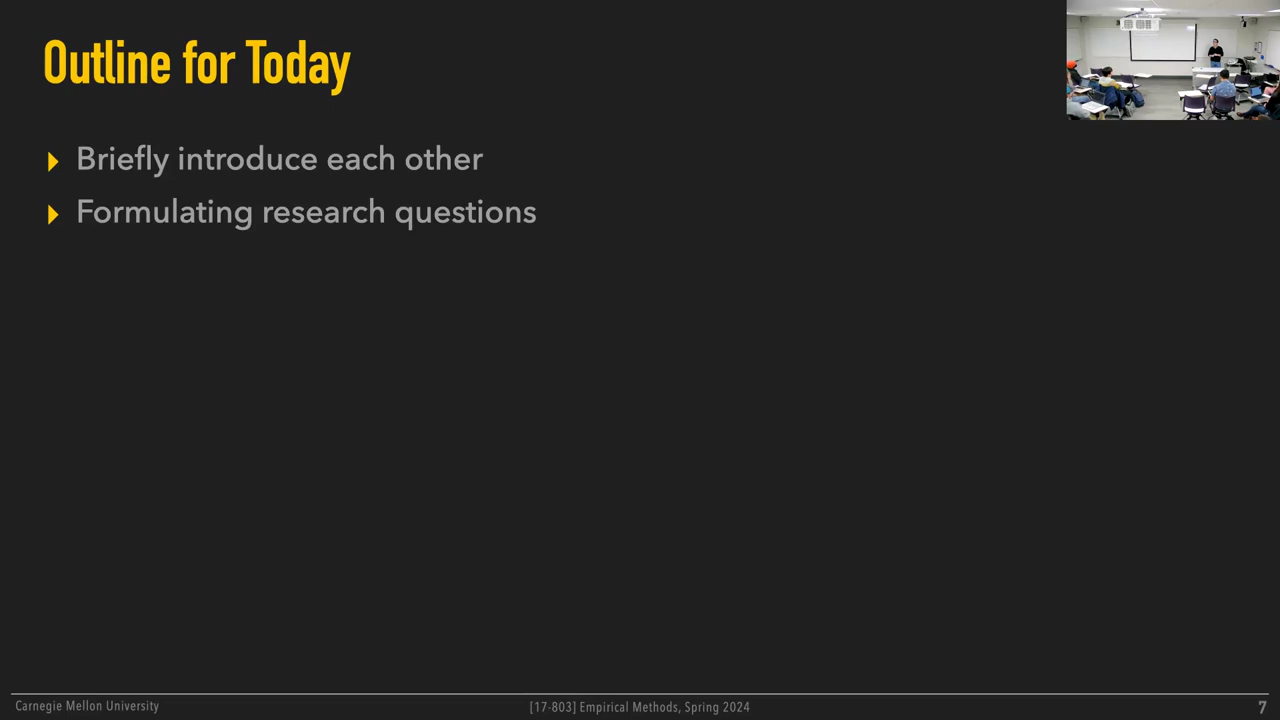 Outline for Today
Briefly introduce each other
Formulating research questions
Carnegie Mellon University
[17-803] Empirical Methods, Spring 2024
7